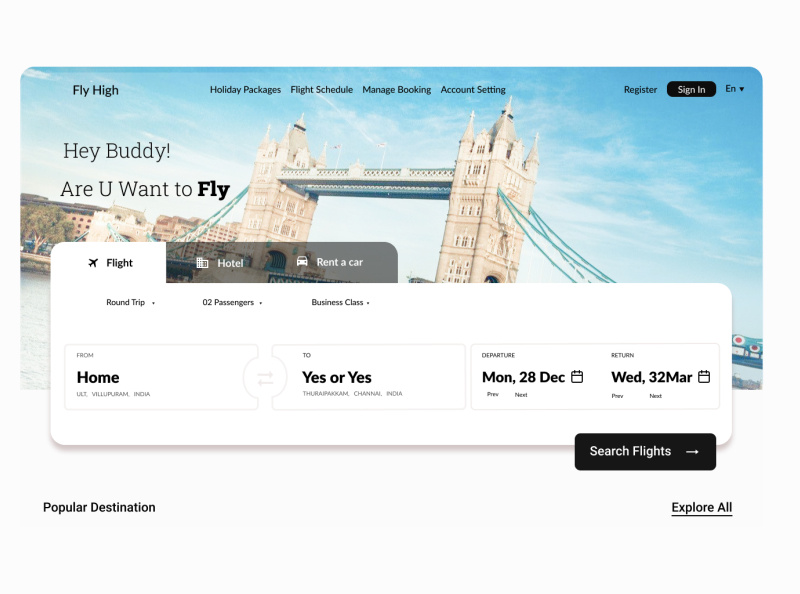 Fly High
Holiday Packages Flight Schedule Manage Booking Account Setting
Register Sign In En
Hey Buddy!
Are U Want to Fly
Flight Hotel Rent a car
Round Trip 02 Passengers Business Class
FROM TO DEPARTURE RETURN
Home Yes or Yes Mon, 28 Dec Wed, 32Mar
ULT, VILLUPURAM, INDIA THURAIPAKKAM, CHANNAI, INDIA Prev Next Prev Next
Search Flights →
Popular Destination Explore All